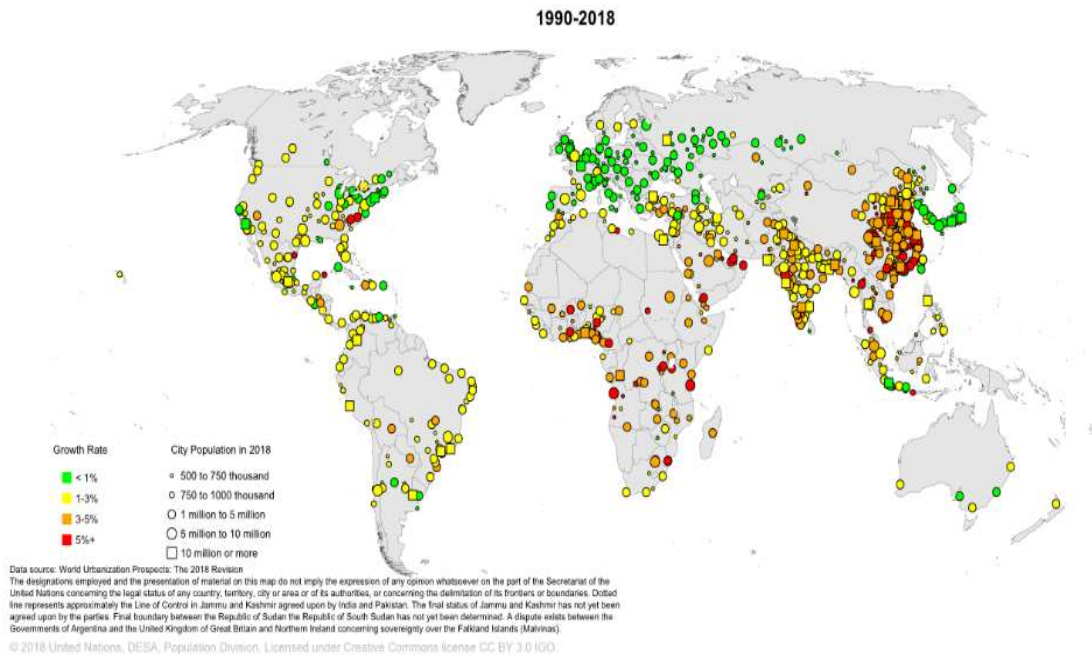 1990-2018
Growth Rate
< 1%
1-3%
3-5%
5%+
City Population in 2018
500 to 750 thousand
750 to 1000 thousand
1 million to 5 million
5 million to 10 million
10 million or more
Data source: World Urbanization Prospects: The 2018 Revision
The designations employed and the presentation of material on this map do not imply the expression of any opinion whatsoever on the part of the Secretariat of the
United Nations concerning the legal status of any country, territory, city or area or of its authorities, or concerning the delimitation of its frontiers or boundaries. Dotted
line represents approximately the Line of Control in Jammu and Kashmir agreed upon by India and Pakistan. The final status of Jammu and Kashmir has not yet been
agreed upon by the parties. Final boundary between the Republic of Sudan the Republic of South Sudan has not yet been determined. A dispute exists between the
Governments of Argentina and the United Kingdom of Great Britain and Northern Ireland concerning sovereignty over the Falkland Islands (Malvinas).
© 2018 United Nations, DESA, Population Division. Licensed under Creative Commons license CC BY 3.0 IGO.